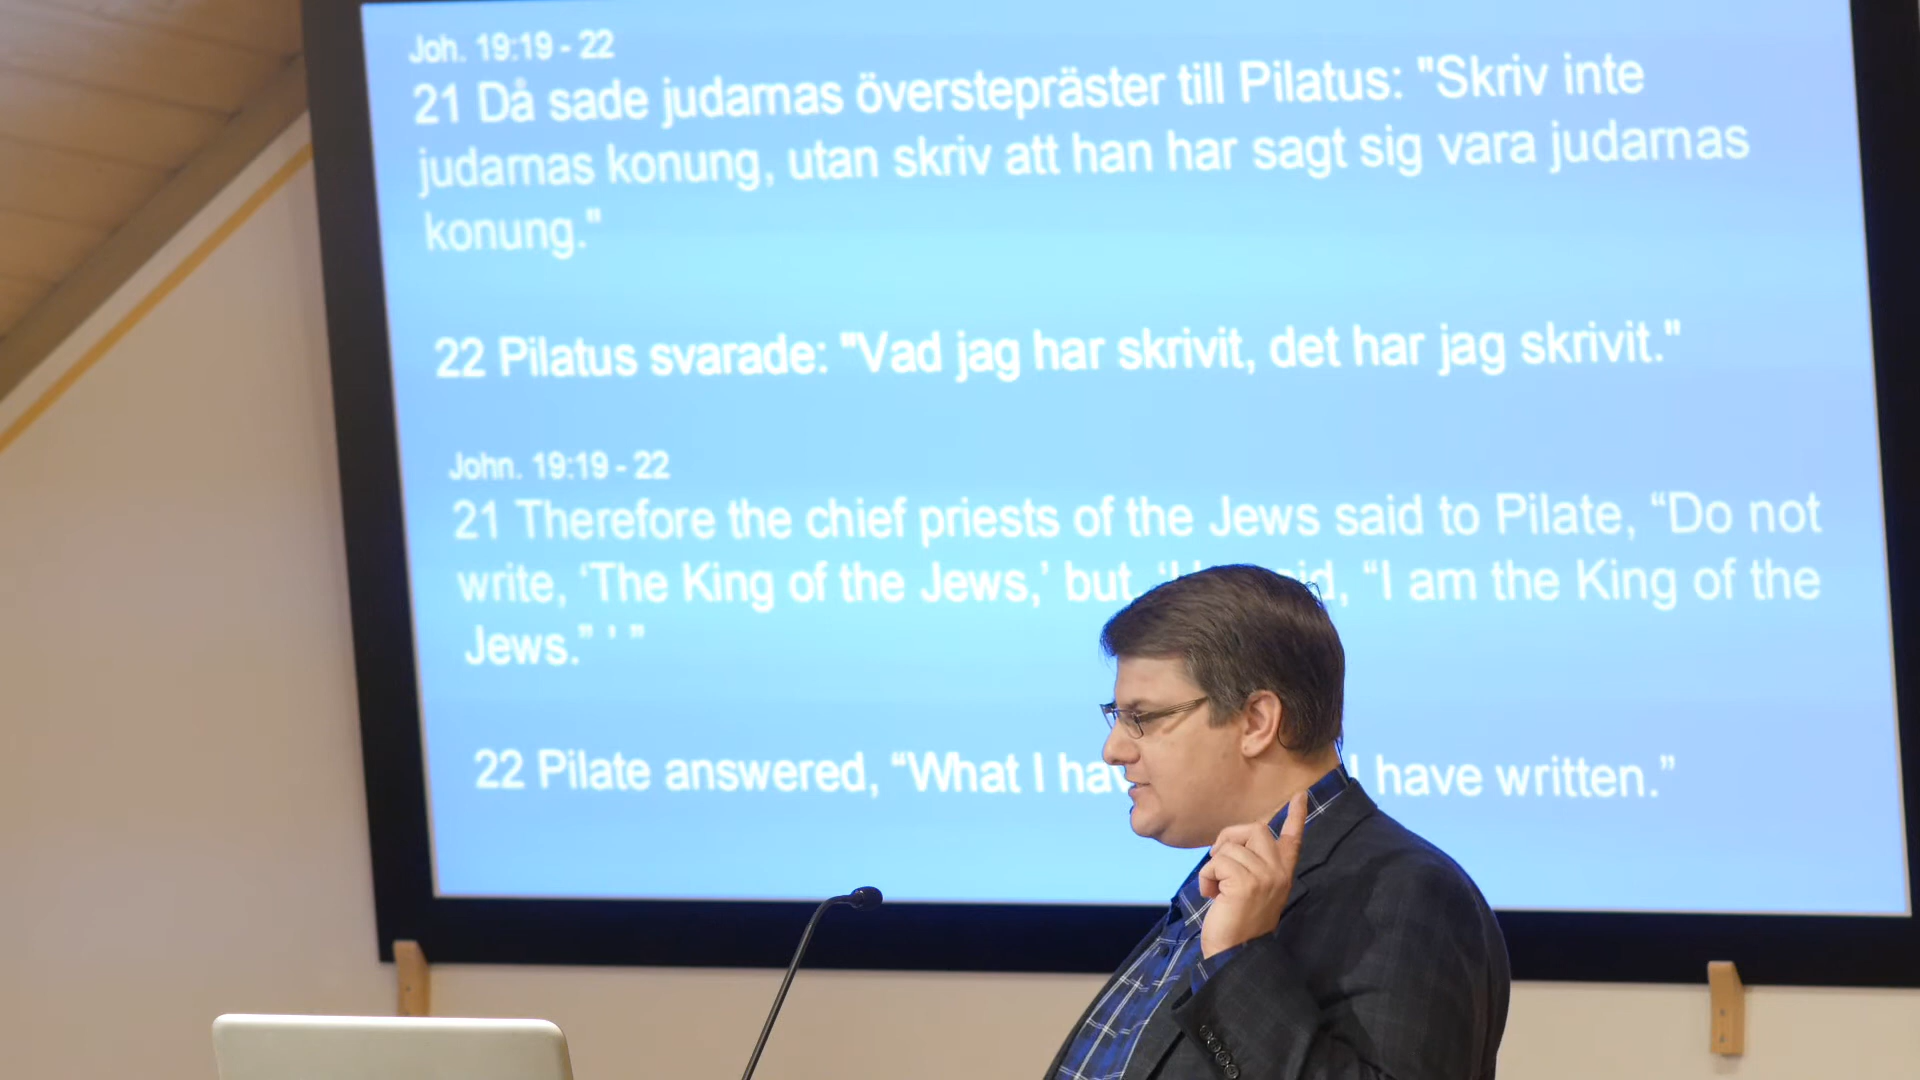 Joh. 19:19 - 22
21 Då sade judarnas överstepräster till Pilatus: "Skriv inte
judarnas konung, utan skriv att han har sagt sig vara judarnas
konung."
22 Pilatus svarade: "Vad jag har skrivit, det har jag skrivit."
John. 19:19 - 22
21 Therefore the chief priests of the Jews said to Pilate, “Do not
write, ‘The King of the Jews,’ but, “I am the King of the
Jews.” ’ ”
22 Pilate answered, “What I I have written.”